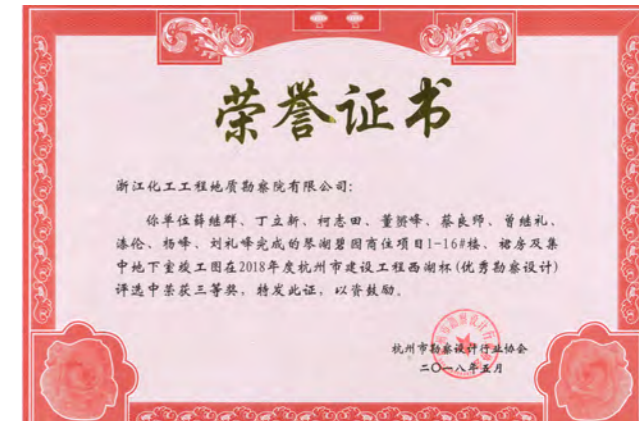 荣誉证书
浙江化工工程地质勘察院有限公司:
你单位薛继群、丁立新、柯志田、董贤峰、蔡良师、曾继礼、
漆伦、杨峰、刘礼峰完成的琴湖碧园商住项目1-16#楼、裙房及集
中地下室竣工图在2018年度杭州市建设工程西湖杯(优秀勘察设计)
评选中荣获三等奖, 特发此证, 以资鼓励。
杭州市勘察设计行业协会
二〇一八年五月